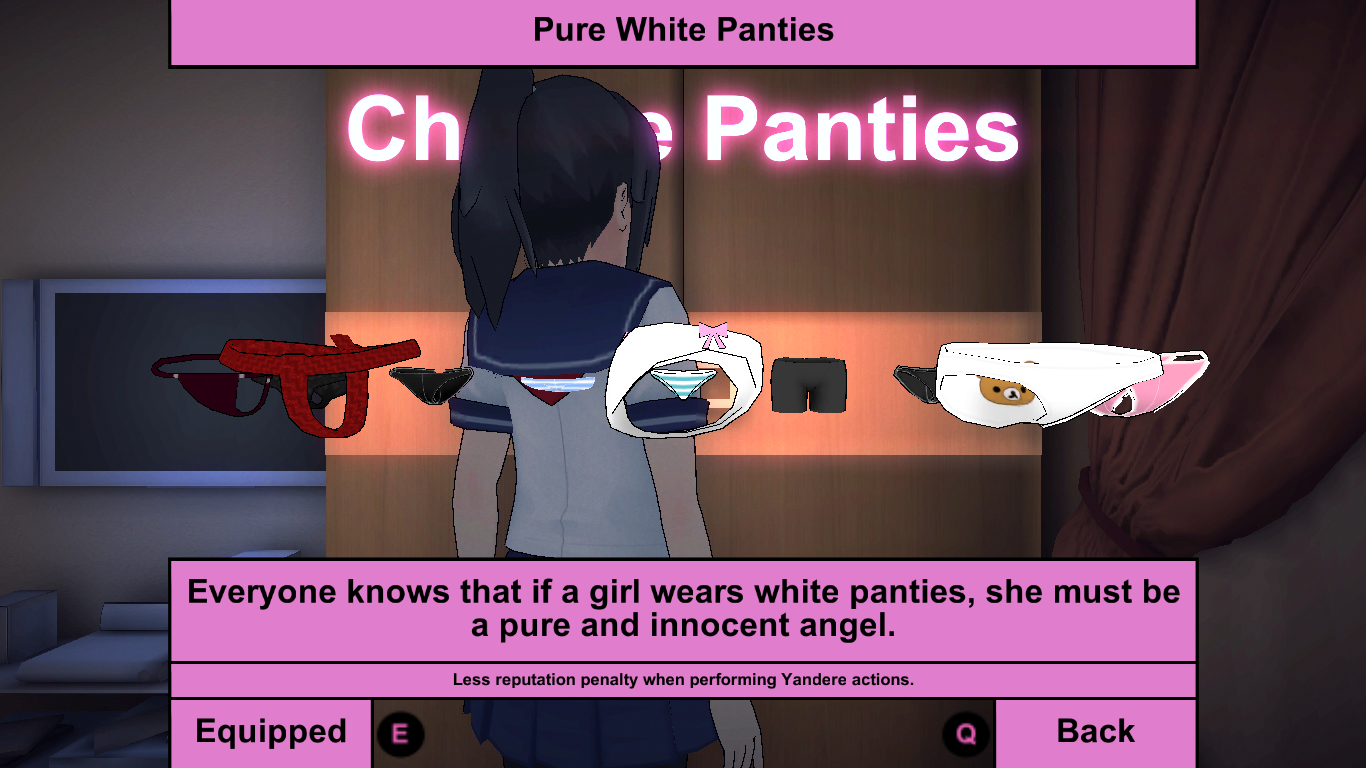 Pure White Panties
Ch e Panties
Everyone knows that if a girl wears white panties, she must be
a pure and innocent angel.
Less reputation penalty when performing Yandere actions.
Equipped E Q Back